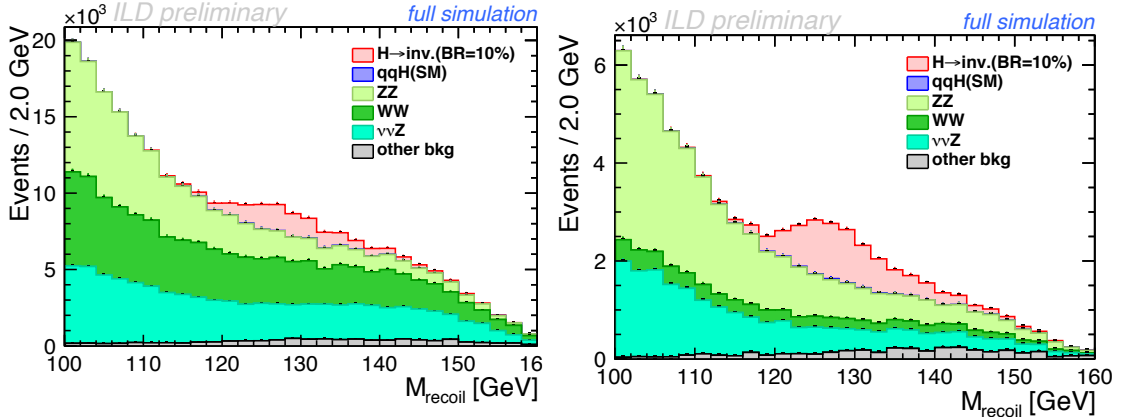 ×10³ ILD preliminary full simulation
Events / 2.0 GeV
20
15
10
5
0
H→inv.(BR=10%)
qqH(SM)
ZZ
WW
ννZ
other bkg
100 110 120 130 140 150 16
M_recoil [GeV]
×10³ ILD preliminary full simulation
Events / 2.0 GeV
6
4
2
0
H→inv.(BR=10%)
qqH(SM)
ZZ
WW
ννZ
other bkg
100 110 120 130 140 150 160
M_recoil [GeV]